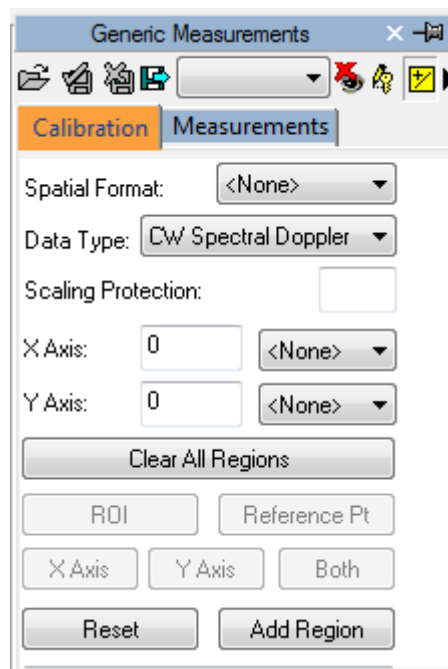 Generic Measurements
Calibration Measurements
Spatial Format: <None>
Data Type: CW Spectral Doppler
Scaling Protection:
X Axis: 0 <None>
Y Axis: 0 <None>
Clear All Regions
ROI Reference Pt
X Axis Y Axis Both
Reset Add Region